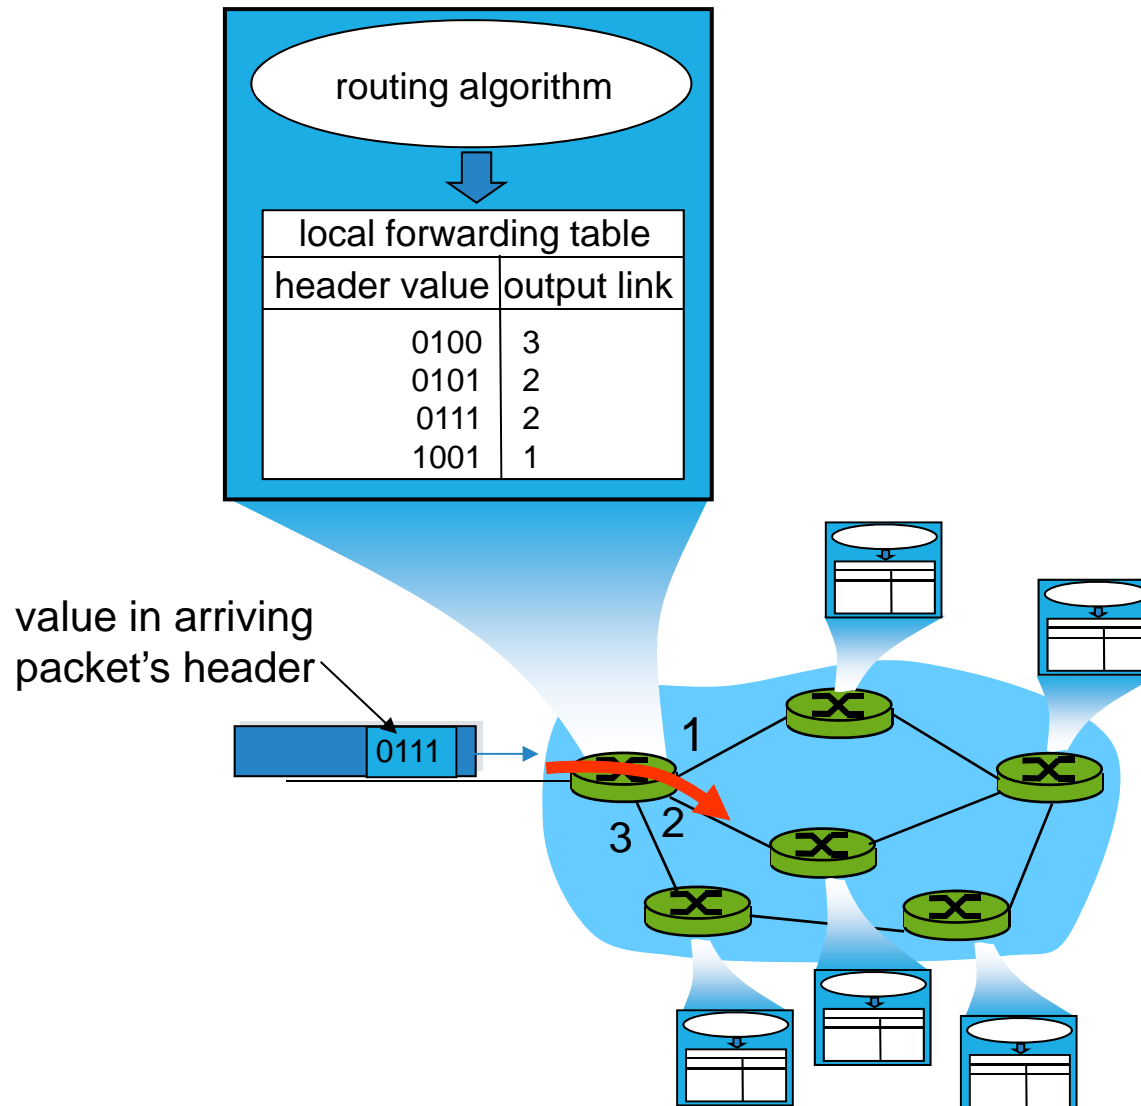 routing algorithm
local forwarding table
header value output link
0100 3
0101 2
0111 2
1001 1
value in arriving
packet's header
0111
1
2
3